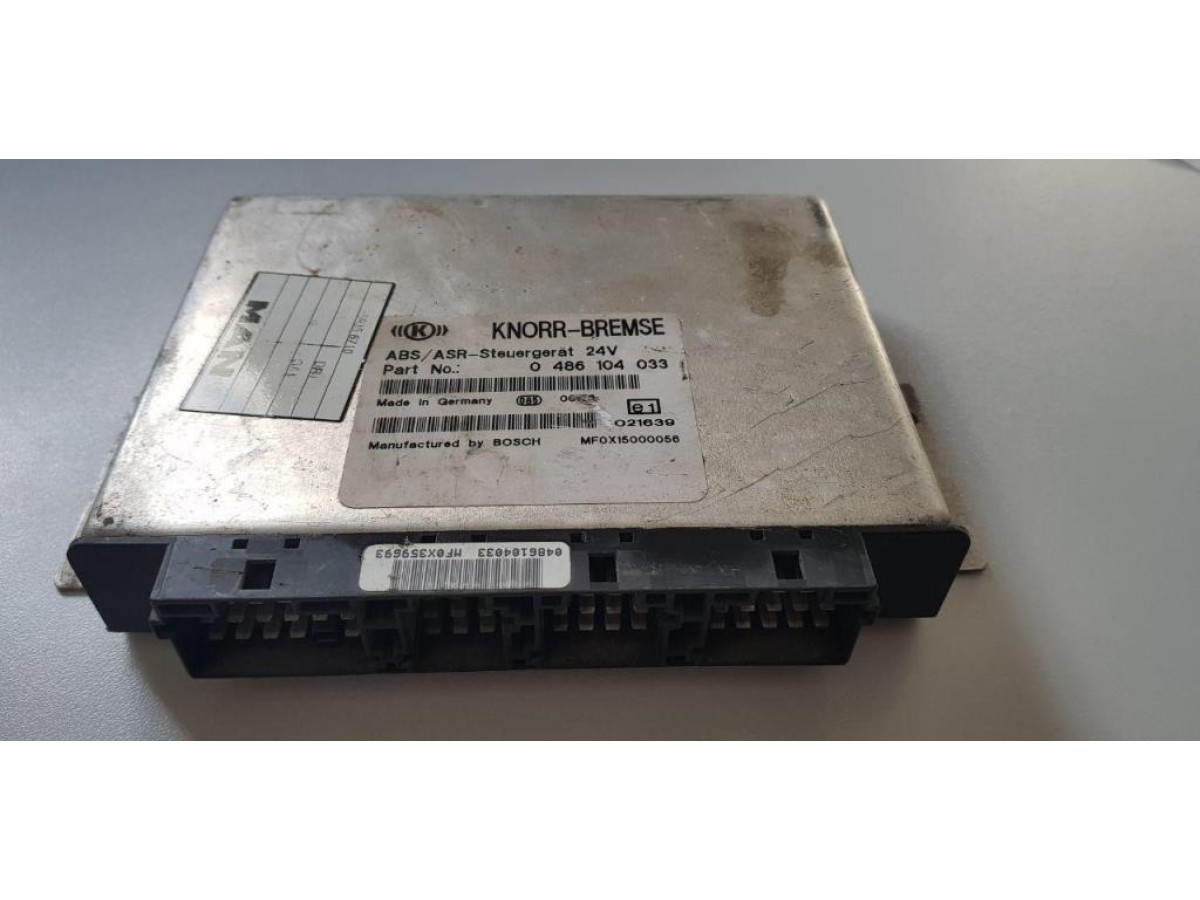 MAN
K KNORR-BREMSE
ABS/ASR-Steuergerät 24V
Part No.: 0 486 104 033
Made in Germany 085
e1
021639
Manufactured by BOSCH MF0X15000056
0486104033 MF0X359693